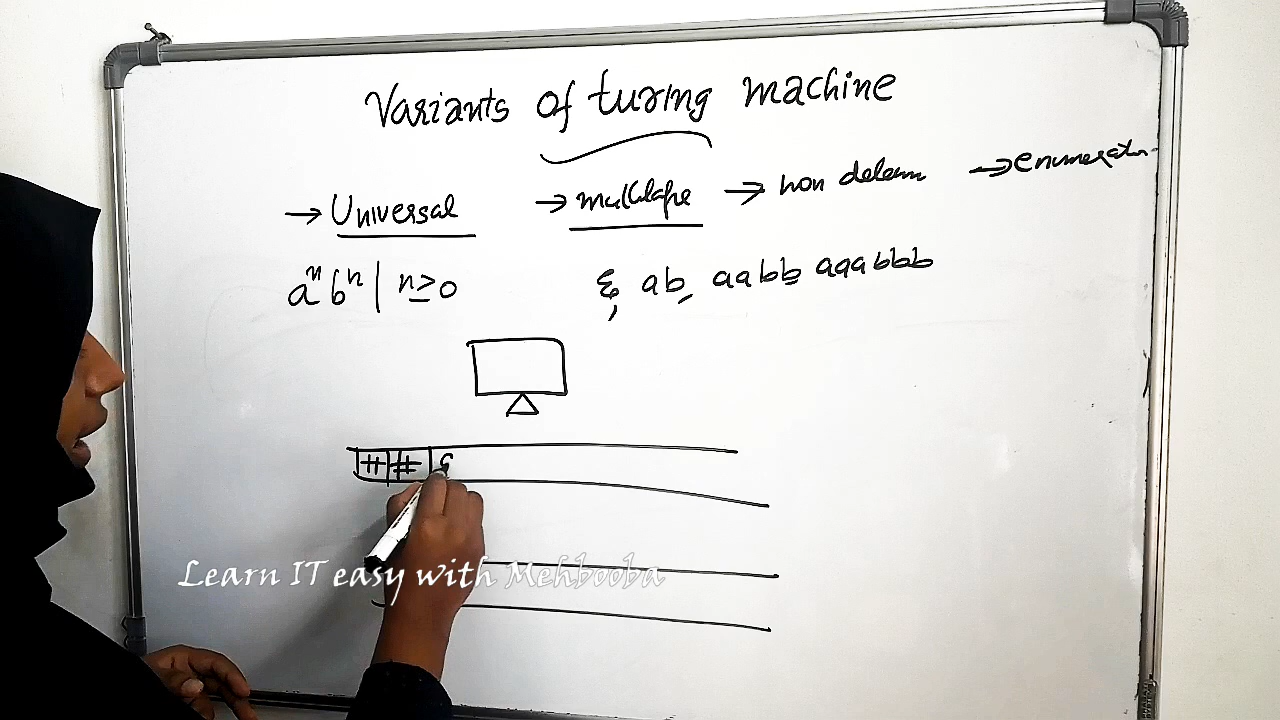 Variants of turing machine
→ Universal → multitape → non determ → enumerator
aⁿ bⁿ | n ≥ 0 ε, ab, aabb aaabbb
# # ε
Learn IT easy with Mehbooba